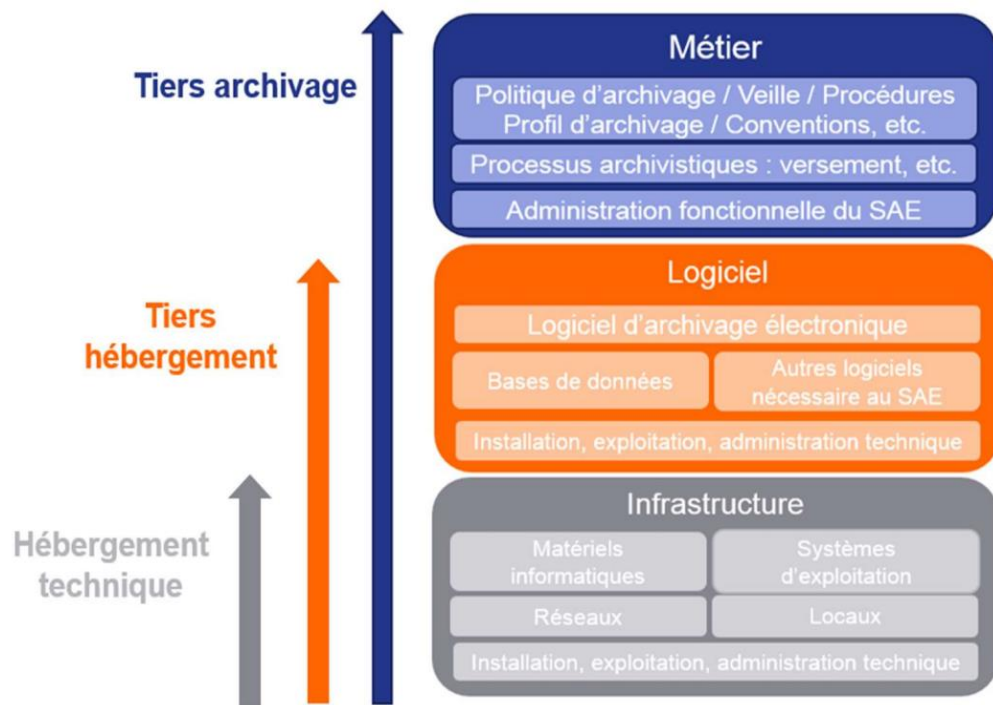 Tiers archivage
Métier
Politique d'archivage / Veille / Procédures
Profil d'archivage / Conventions, etc.
Processus archivistiques : versement, etc.
Administration fonctionnelle du SAE
Tiers
hébergement
Logiciel
Logiciel d'archivage électronique
Bases de données
Autres logiciels
nécessaire au SAE
Installation, exploitation, administration technique
Hébergement
technique
Infrastructure
Matériels
informatiques
Systèmes
d'exploitation
Réseaux
Locaux
Installation, exploitation, administration technique